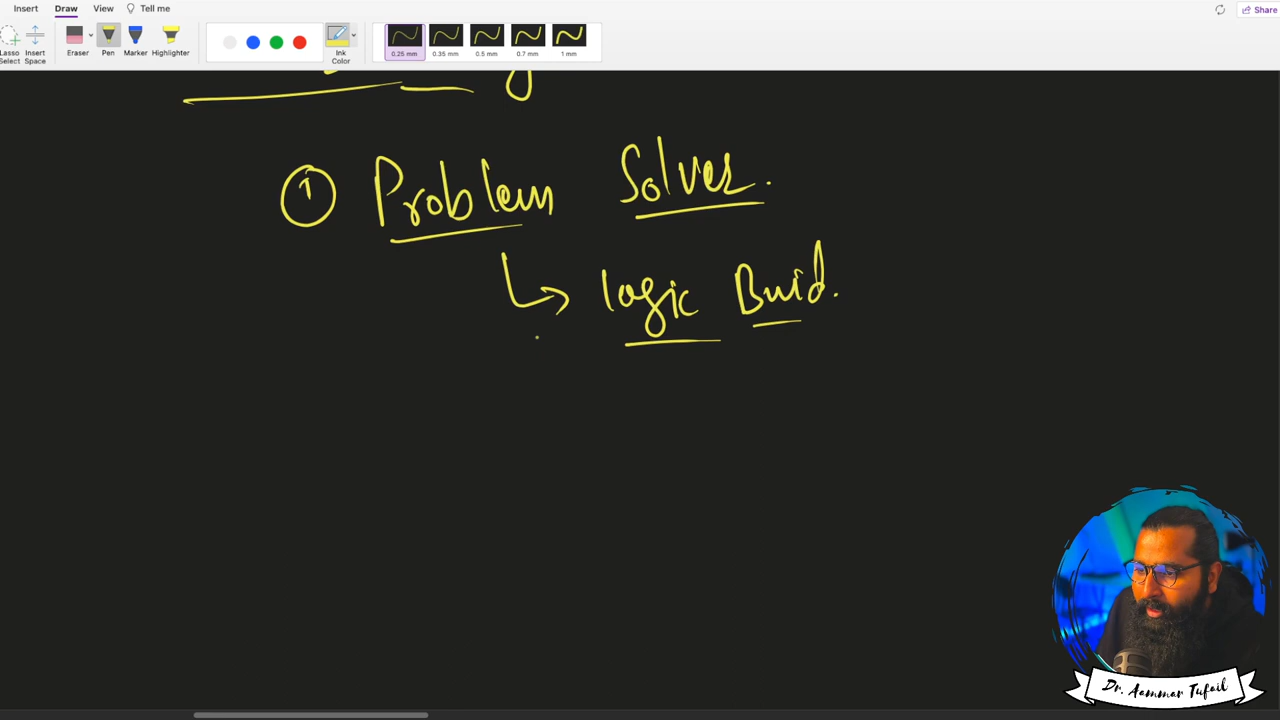 Insert Draw View Tell me
Share
Lasso Select
Insert Space
Eraser
Pen
Marker
Highlighter
Ink Color
0.25 mm
0.35 mm
0.5 mm
0.7 mm
1 mm
① Problem Solver.
logic Buid.
Dr. Aammar Tufail